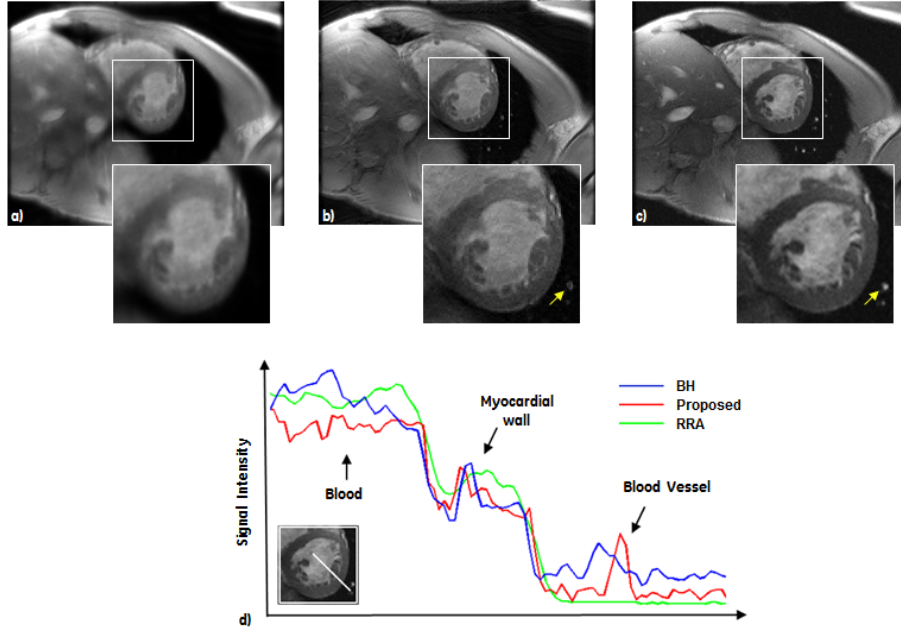 a)
b)
c)
Signal Intensity
Blood
Myocardial
wall
Blood Vessel
BH
Proposed
RRA
d)